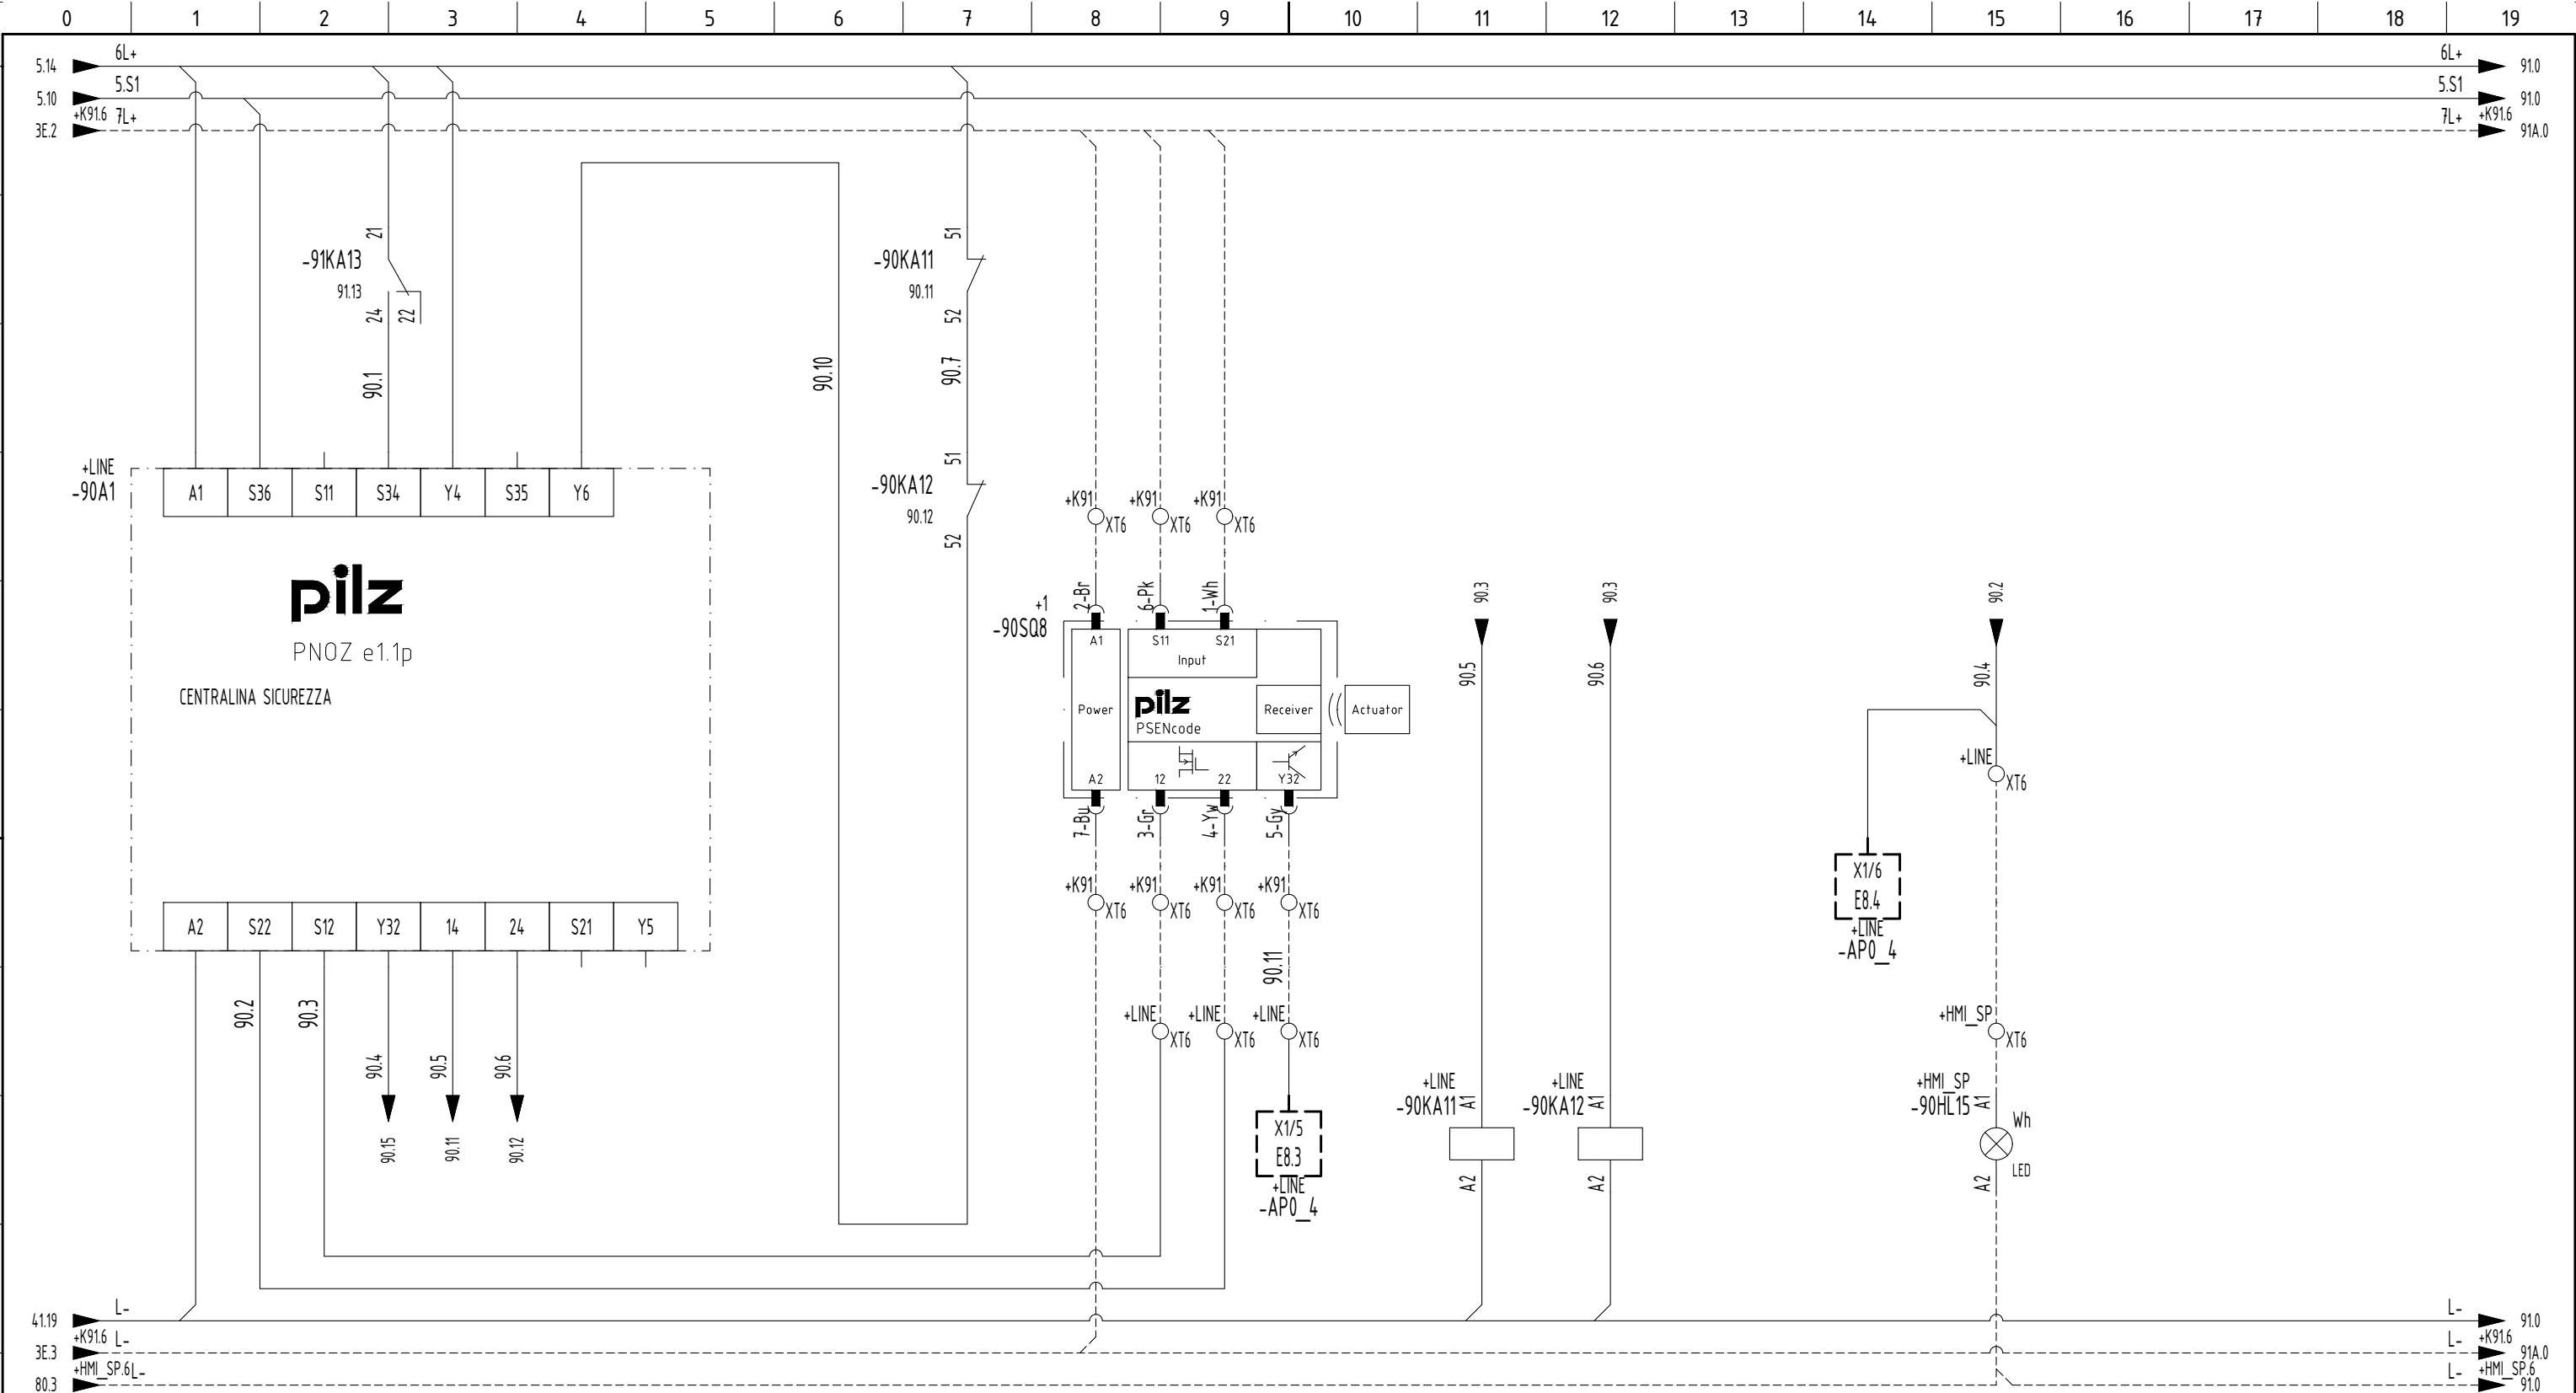 0 1 2 3 4 5 6 7 8 9 10 11 12 13 14 15 16 17 18 19
5.14 6L+ 6L+ 91.0
5.10 5.S1 5.S1 91.0
+K91.6 7L+ 7L+ +K91.6
3E.2 91A.0
21 51
-91KA13 -90KA11
91.13 90.11
24 22 52
90.1 90.10 90.7
51
+LINE
-90A1 A1 S36 S11 S34 Y4 S35 Y6
-90KA12
90.12
52
+K91 +K91 +K91
XT6 XT6 XT6
pilz
PNOZ e1.1p
CENTRALINA SICUREZZA
2-Br 6-Pk 1-Wh
+1
-90SQ8
A1 S11 S21
Input
Power pilz Receiver Actuator
PSENcode
A2 12 22 Y32
7-Bu 3-Gr 4-Yw 5-Gy
90.3 90.3 90.2
90.5 90.6 90.4
+LINE
XT6
X1/6
E8.4
+LINE
-AP0_4
+K91 +K91 +K91 +K91
XT6 XT6 XT6 XT6
A2 S22 S12 Y32 14 24 S21 Y5
90.11
90.2 90.3
+LINE +LINE +LINE
XT6 XT6 XT6
+HMI_SP
XT6
90.4 90.5 90.6
90.15 90.11 90.12
X1/5
E8.3
+LINE
-AP0_4
+LINE
-90KA11 A1
A2
+LINE
-90KA12 A1
A2
+HMI_SP
-90HL15 A1
Wh
LED
A2
41.19 L- L- 91.0
+K91.6 L- L- +K91.6
3E.3 91A.0
+HMI_SP.6 L- L- +HMI_SP.6
80.3 91.0